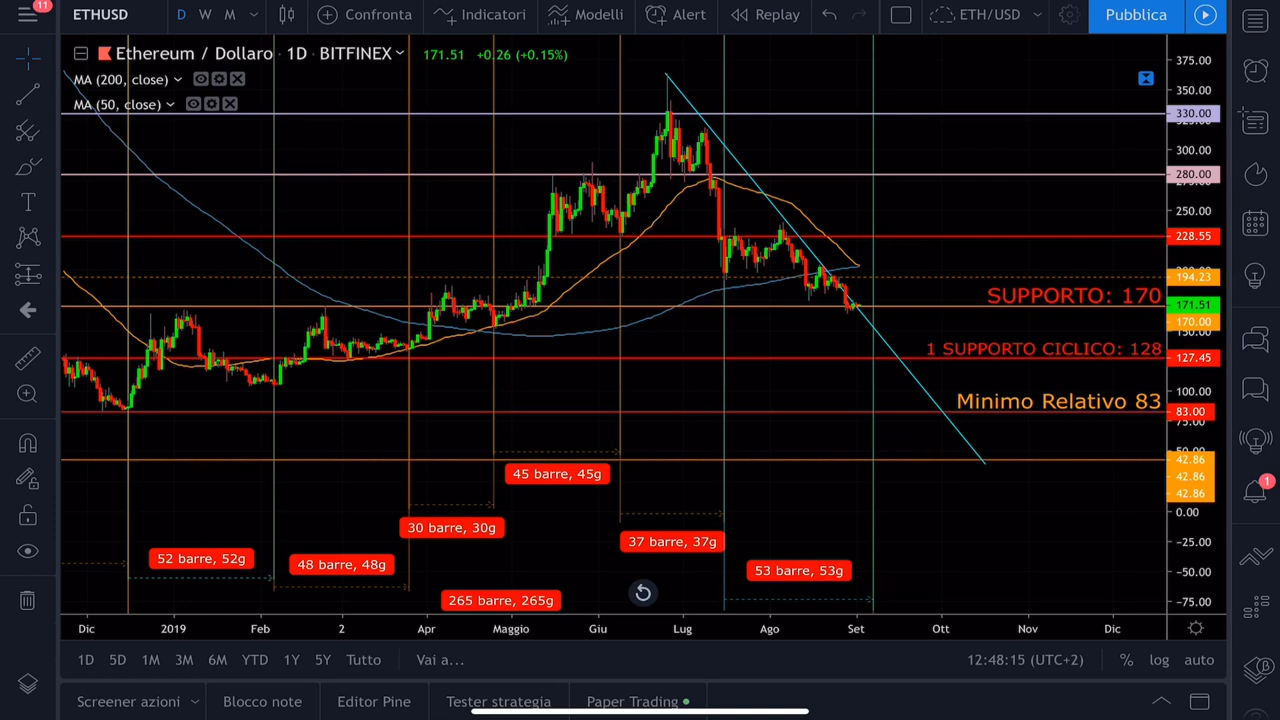 11
ETHUSD
D W M
Confronta
Indicatori
Modelli
Alert
Replay
ETH/USD
Pubblica
Ethereum / Dollaro · 1D · BITFINEX
171.51 +0.26 (+0.15%)
MA (200, close)
MA (50, close)
375.00
350.00
330.00
300.00
280.00
250.00
228.55
194.23
SUPPORTO: 170
171.51
170.00
150.00
1 SUPPORTO CICLICO: 128
127.45
100.00
Minimo Relativo 83
83.00
75.00
50.00
42.86
42.86
42.86
0.00
−25.00
−50.00
−75.00
45 barre, 45g
30 barre, 30g
37 barre, 37g
52 barre, 52g
48 barre, 48g
53 barre, 53g
265 barre, 265g
1
Dic 2019 Feb 2 Apr Maggio Giu Lug Ago Set Ott Nov Dic
1D 5D 1M 3M 6M YTD 1Y 5Y Tutto Vai a...
12:48:15 (UTC+2) % log auto
Screener azioni Blocco note Editor Pine Tester strategia Paper Trading